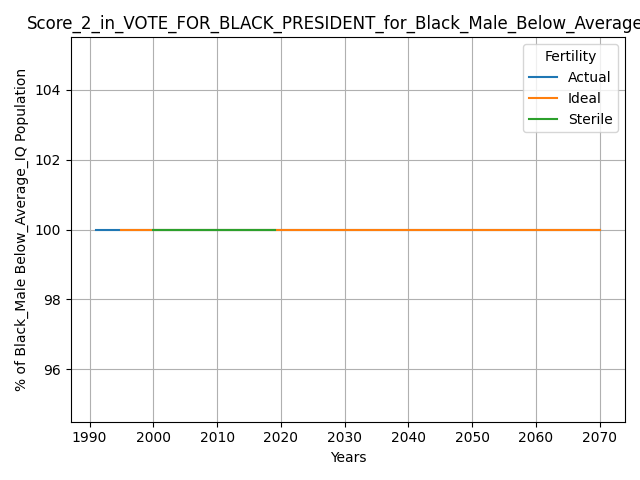 Score_2_in_VOTE_FOR_BLACK_PRESIDENT_for_Black_Male_Below_Average
Fertility
Actual
Ideal
Sterile
% of Black_Male Below_Average_IQ Population
104
102
100
98
96
1990 2000 2010 2020 2030 2040 2050 2060 2070
Years